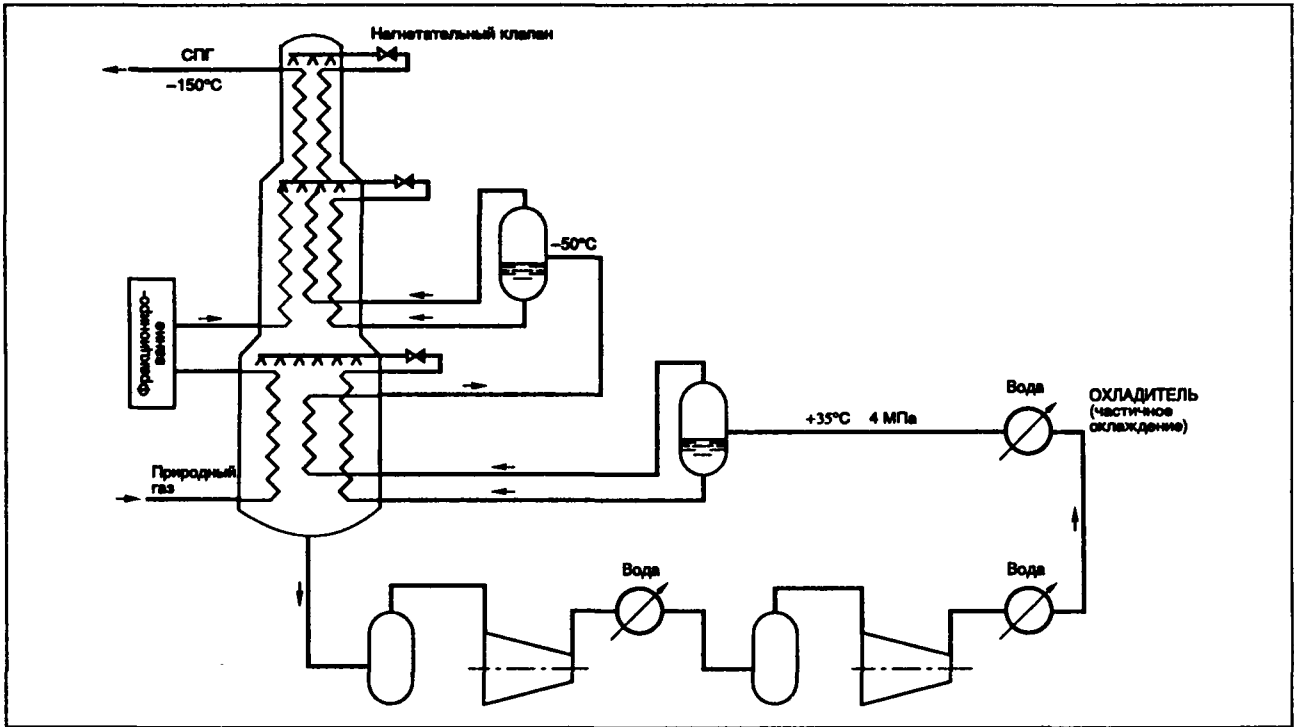 Нагнетательный клапан
СПГ
−150°C
−50°C
Фракциониро-
вание
Природный
газ
+35°C 4 МПа
Вода
ОХЛАДИТЕЛЬ
(частичное
охлаждение)
Вода
Вода